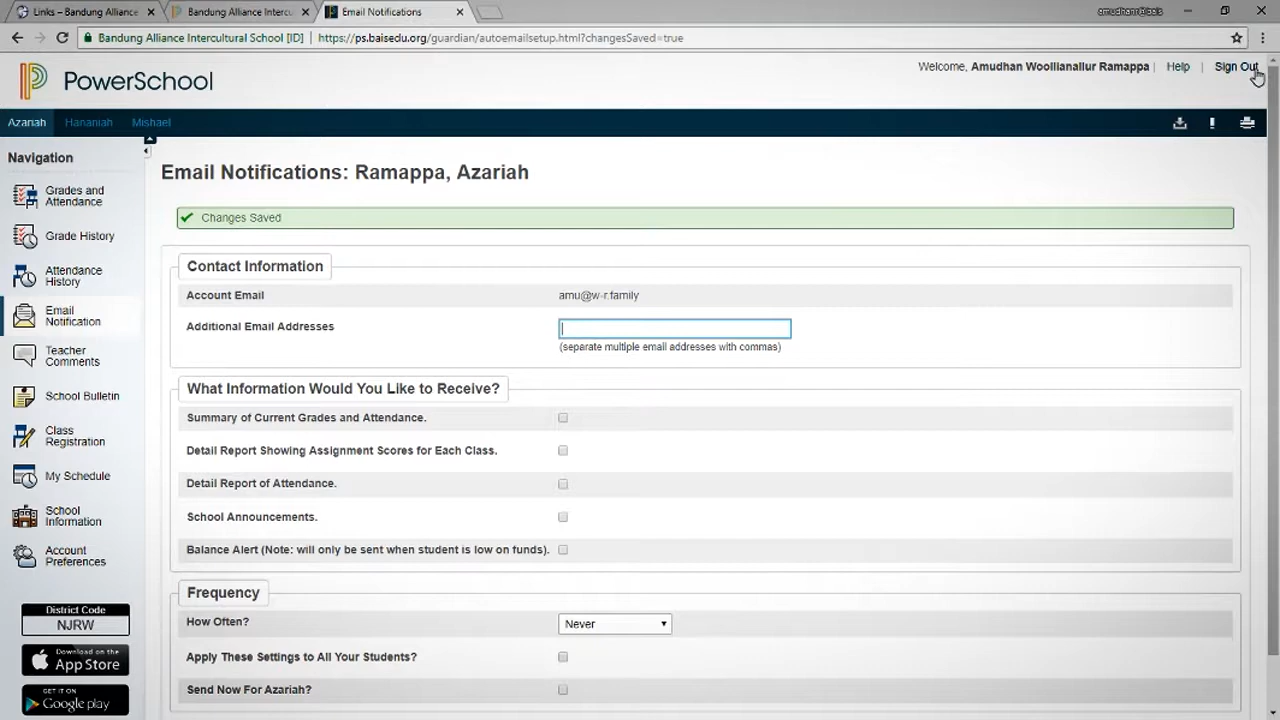 Links – Bandung Alliance
Bandung Alliance Intercu
Email Notifications
amudhanr@bais
Bandung Alliance Intercultural School [ID] | https://ps.baisedu.org/guardian/autoemailsetup.html?changesSaved=true
PowerSchool
Welcome, Amudhan Woollianallur Ramappa | Help | Sign Out
Azariah Hananiah Mishael
Navigation
Grades and
Attendance
Grade History
Attendance
History
Email
Notification
Teacher
Comments
School Bulletin
Class
Registration
My Schedule
School
Information
Account
Preferences
District Code
NJRW
Download on the
App Store
GET IT ON
Google play
Email Notifications: Ramappa, Azariah
Changes Saved
Contact Information
Account Email amu@w-r.family
Additional Email Addresses
(separate multiple email addresses with commas)
What Information Would You Like to Receive?
Summary of Current Grades and Attendance.
Detail Report Showing Assignment Scores for Each Class.
Detail Report of Attendance.
School Announcements.
Balance Alert (Note: will only be sent when student is low on funds).
Frequency
How Often? Never
Apply These Settings to All Your Students?
Send Now For Azariah?